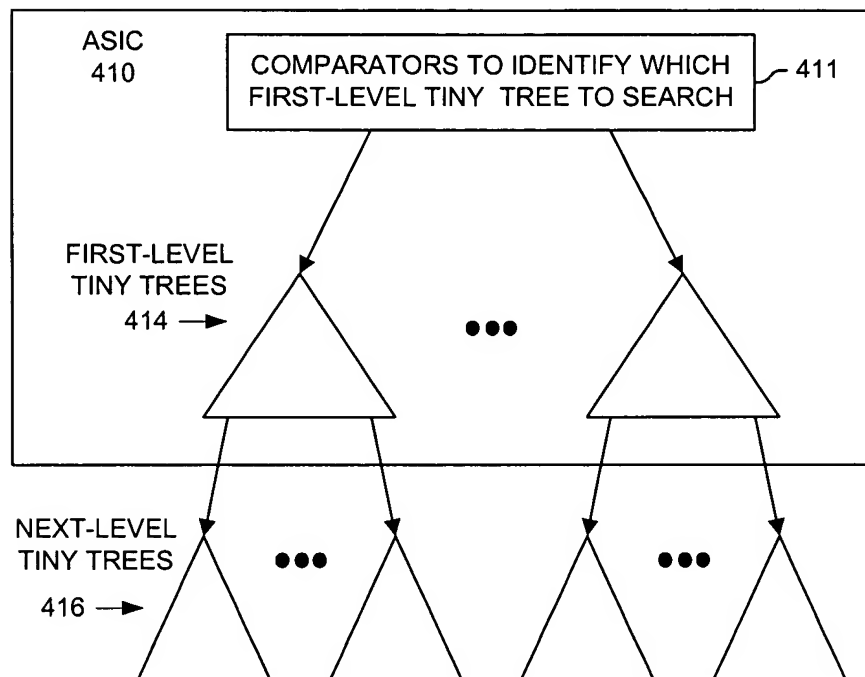 ASIC
410
COMPARATORS TO IDENTIFY WHICH
FIRST-LEVEL TINY TREE TO SEARCH
411
FIRST-LEVEL
TINY TREES
414
NEXT-LEVEL
TINY TREES
416